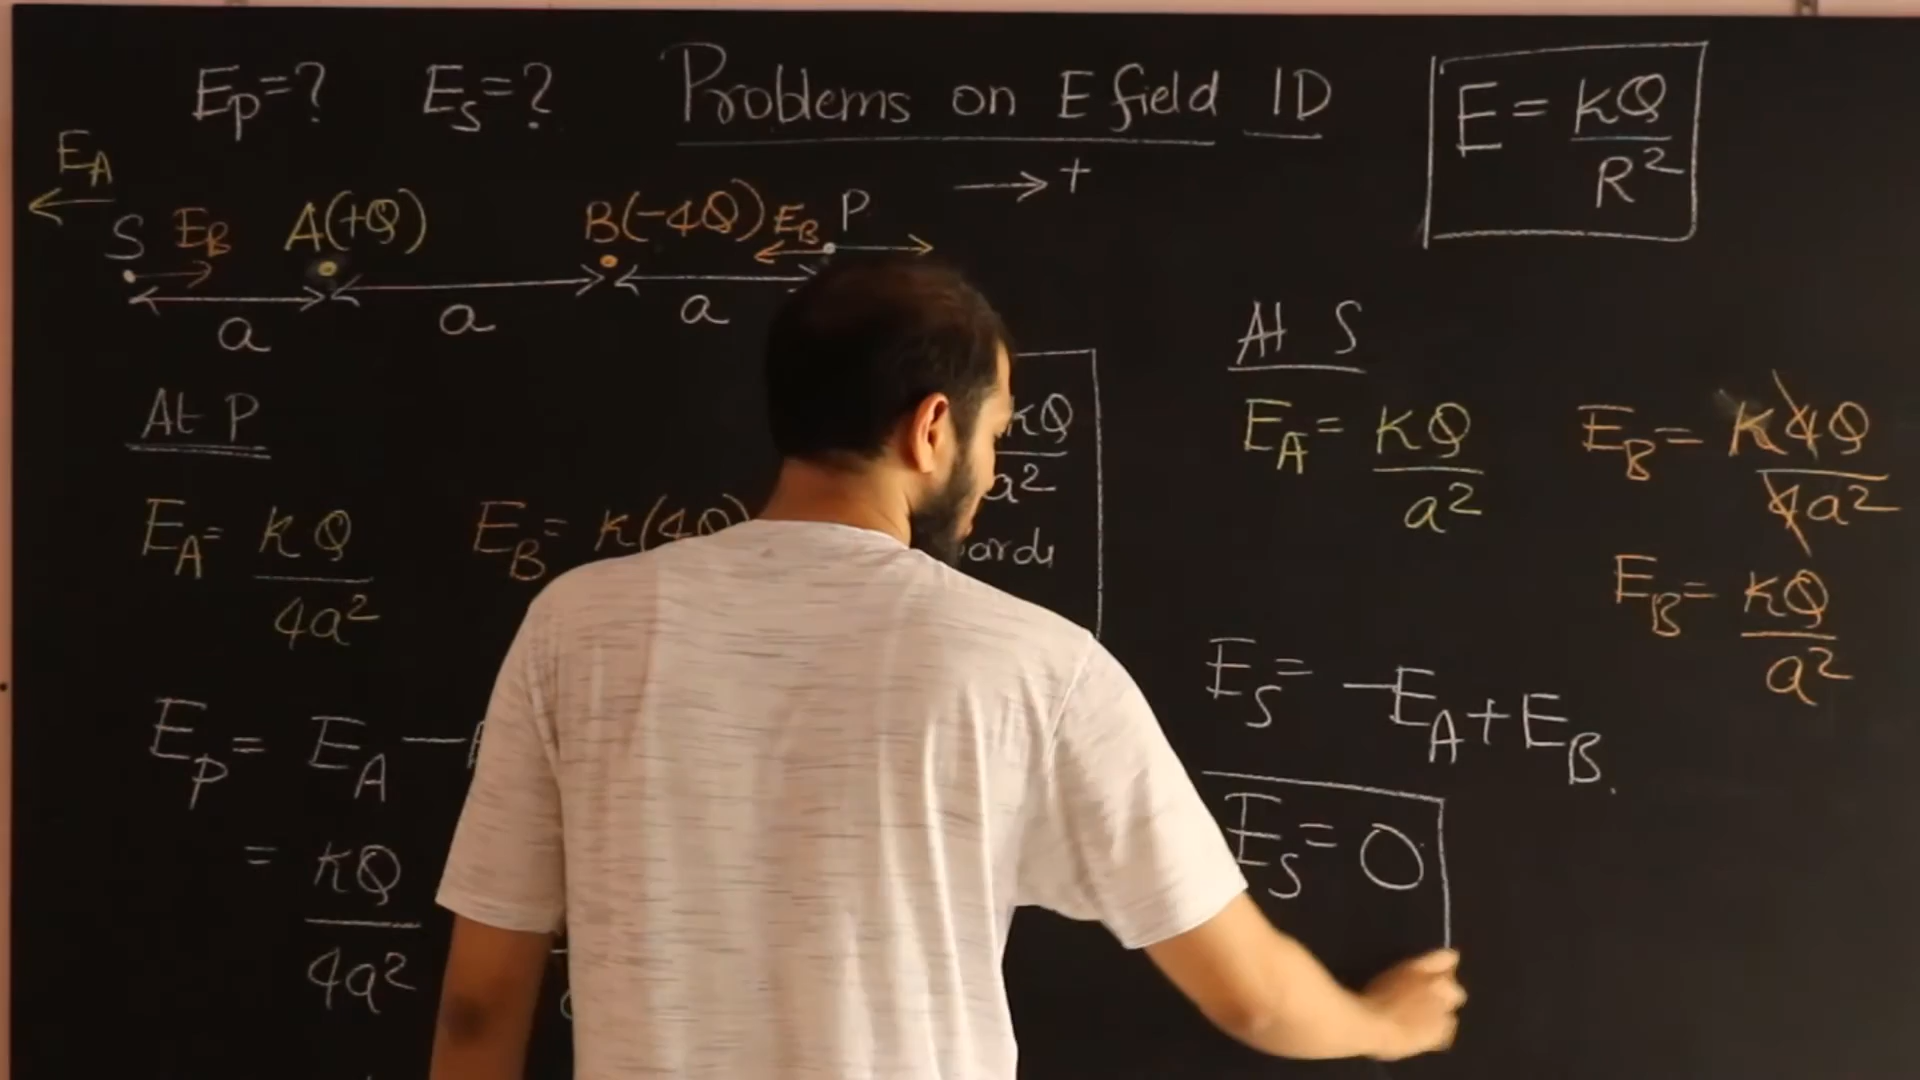 Ep=? Es=? Problems on E field 1D
E = kQ/R²
→ +
EA
S EB A(+Q) B(-4Q) EB P
a a a
At P
EA = kQ/4a² EB = k(4Q)
Ep = EA -
= kQ/4a²
kQ
a²
At S
EA = kQ/a² EB = k4Q/4a²
EB = kQ/a²
Es = -EA + EB.
Es = 0